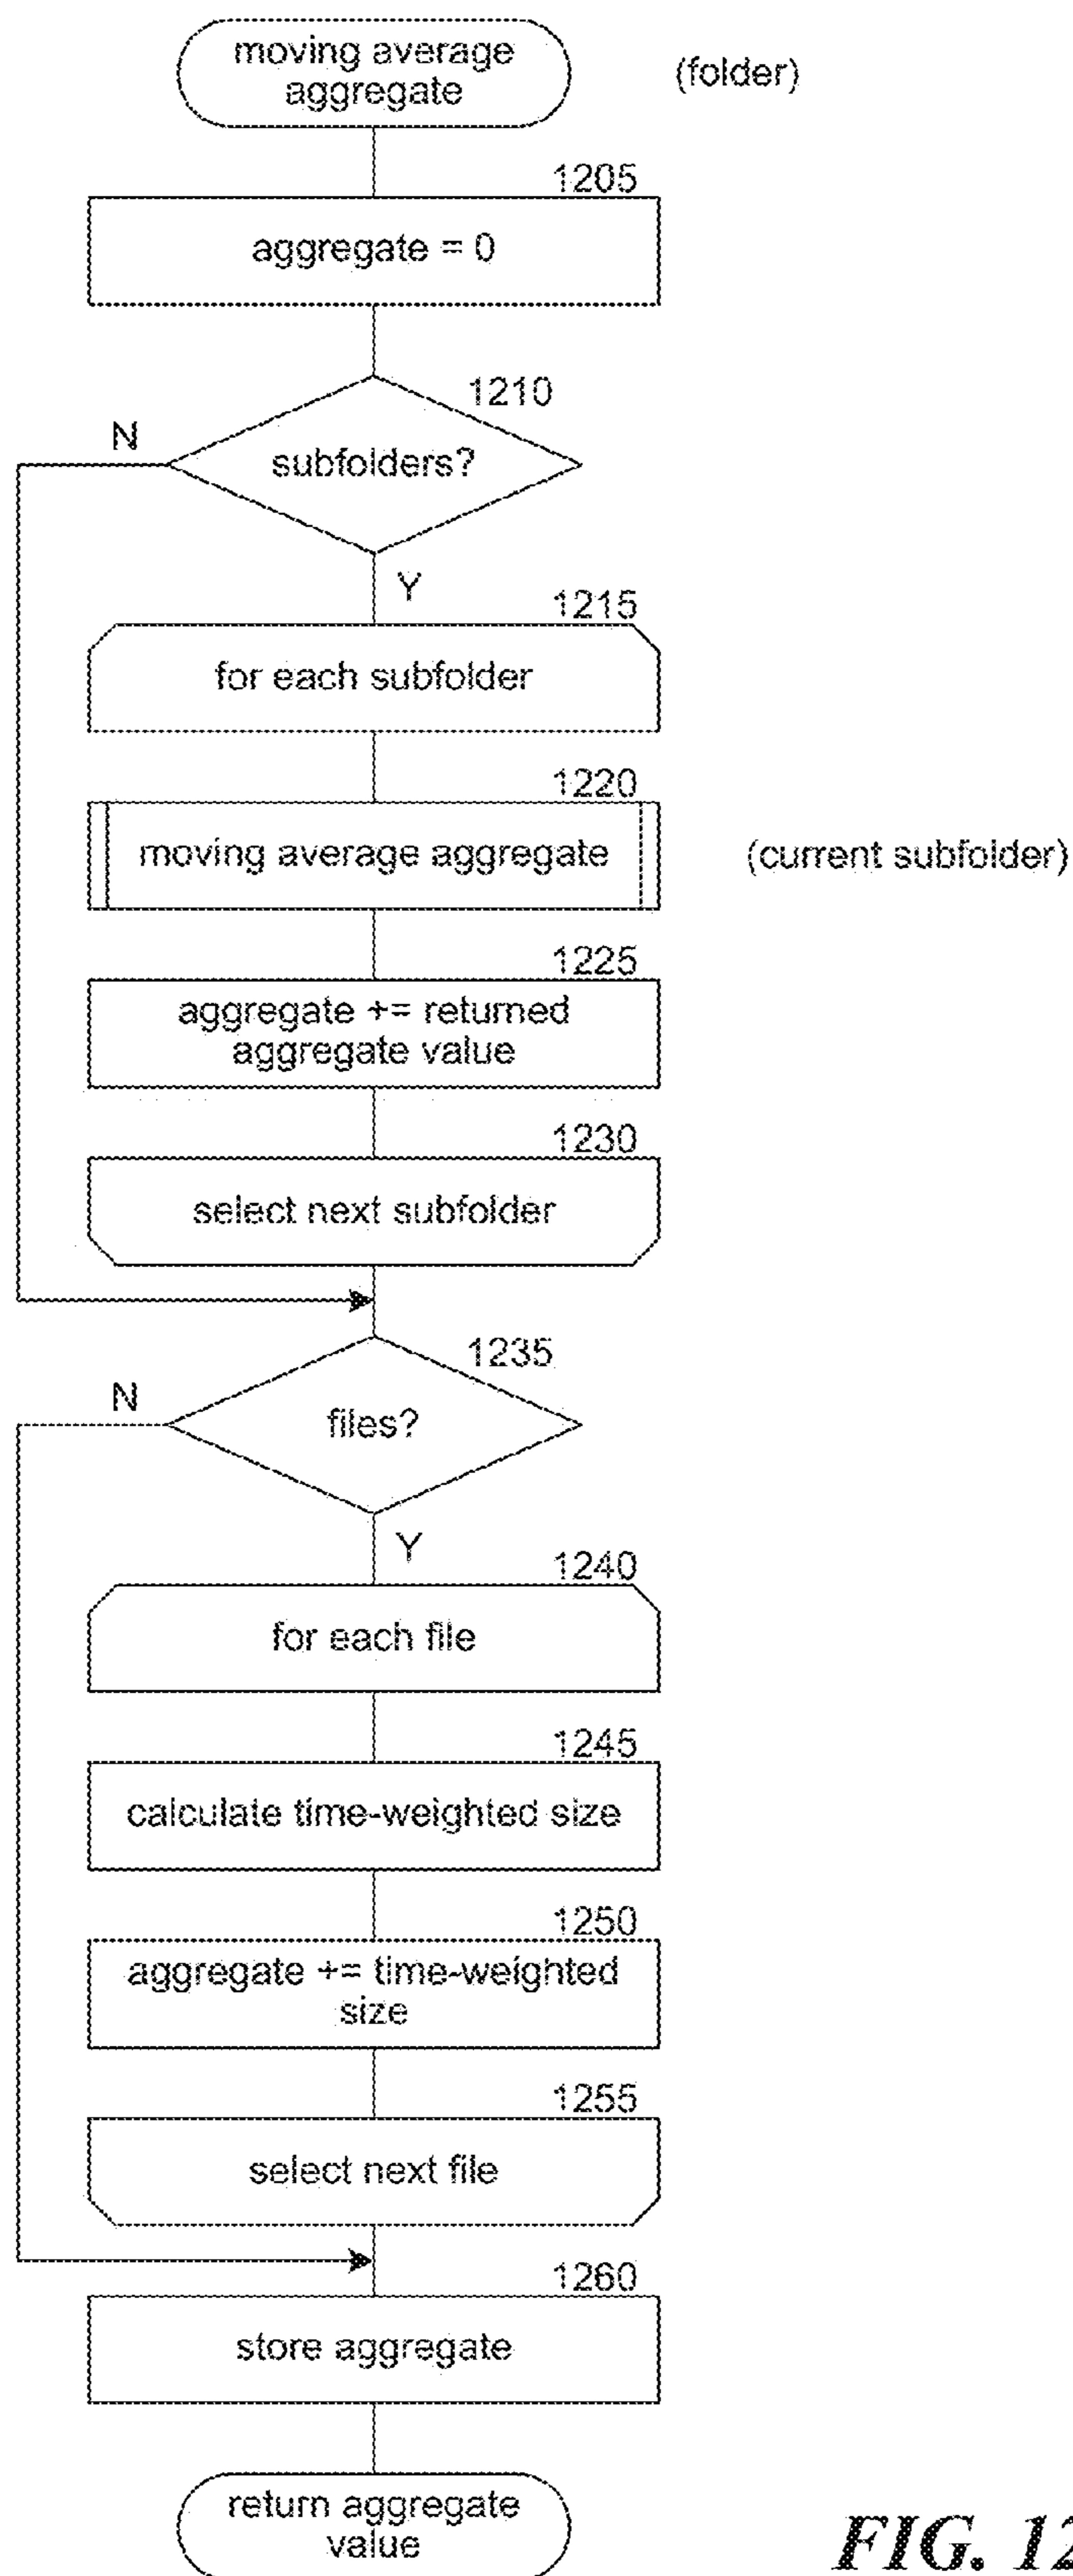 moving average
aggregate
(folder)
1205
aggregate = 0
1210
N
subfolders?
Y
1215
for each subfolder
1220
moving average aggregate
(current subfolder)
1225
aggregate += returned
aggregate value
1230
select next subfolder
1235
N
files?
Y
1240
for each file
1245
calculate time-weighted size
1250
aggregate += time-weighted
size
1255
select next file
1260
store aggregate
return aggregate
value
FIG. 12